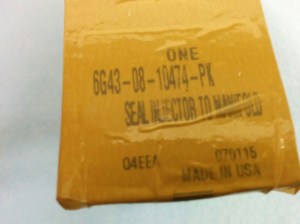 ONE
6G43-08-10474-PK
SEAL INJECTOR TO MANIFOLD
04EEA 070115
MADE IN USA